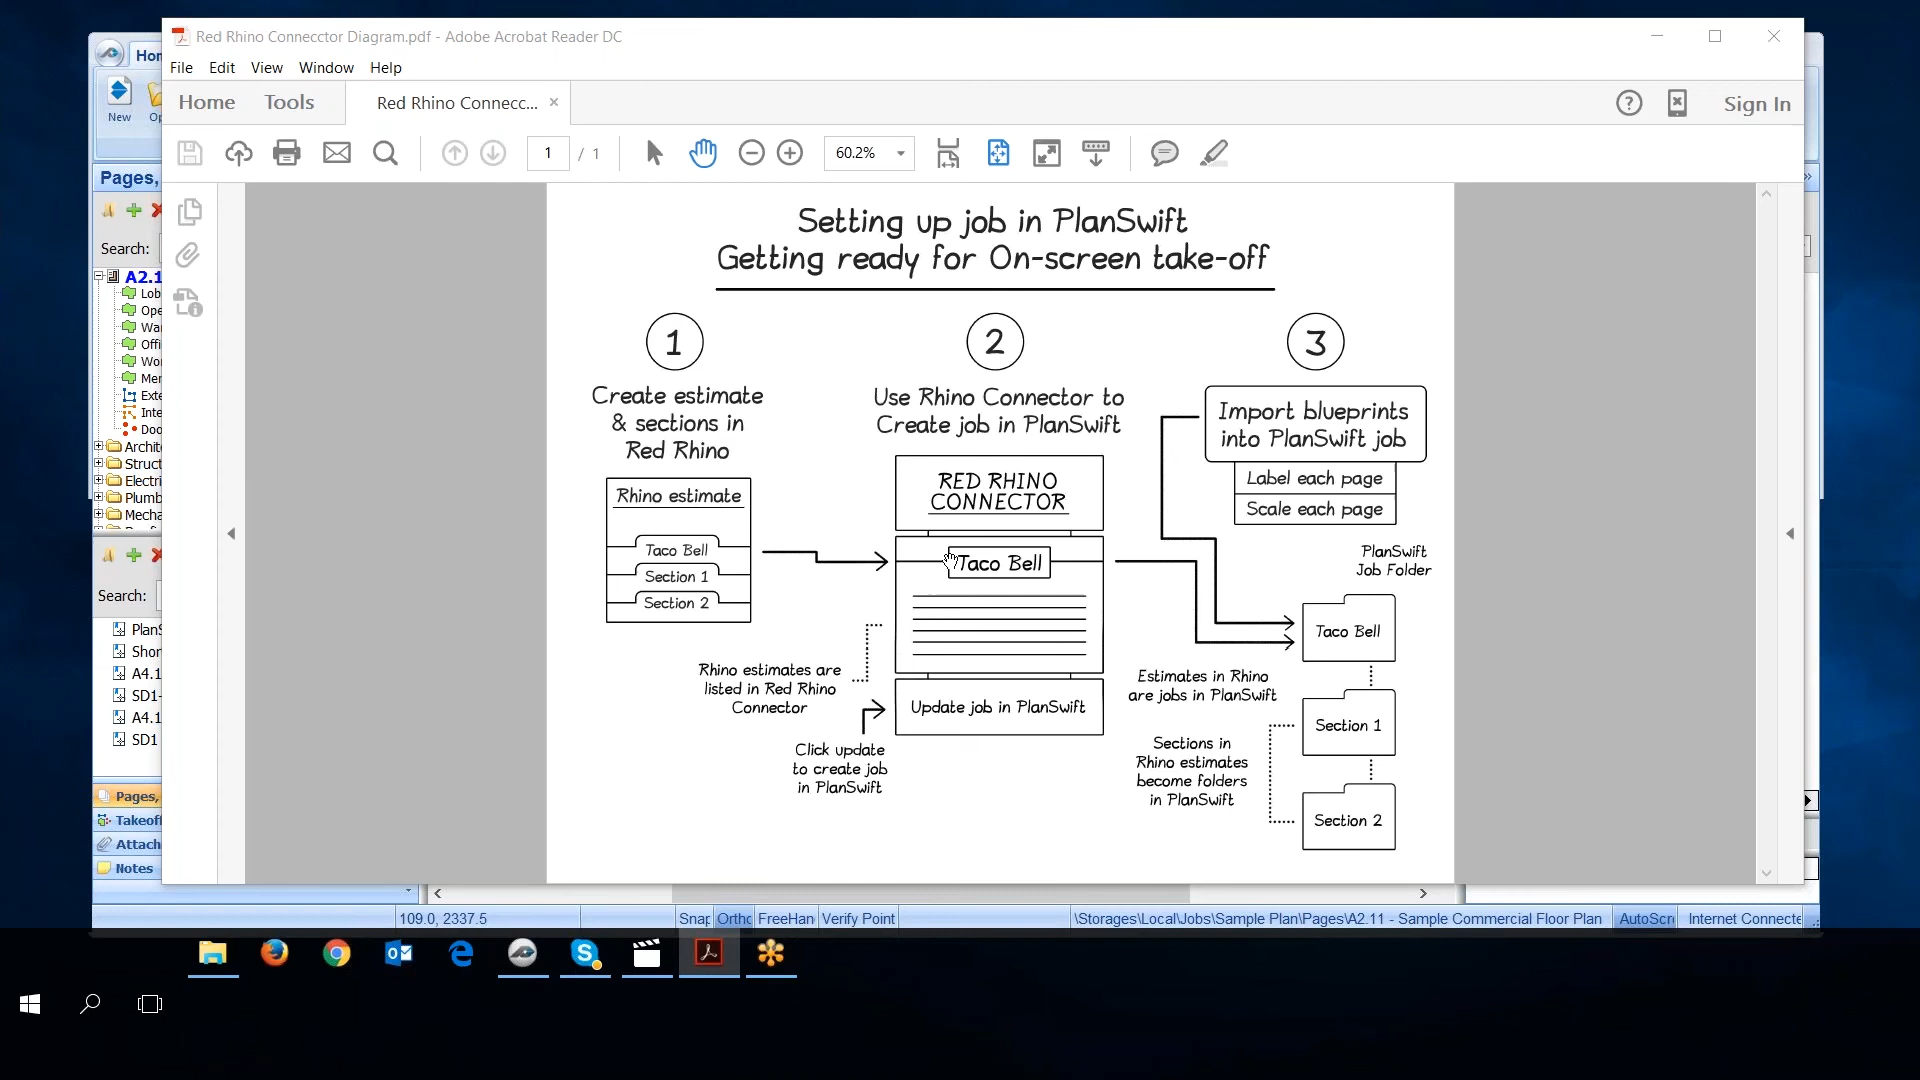 Red Rhino Connecctor Diagram.pdf - Adobe Acrobat Reader DC
File Edit View Window Help
Home Tools Red Rhino Connecc... × Sign In
1 / 1 60.2%
New
Pages,
Search:
A2.1
Setting up job in PlanSwift
Getting ready for On-screen take-off
1
2
3
Create estimate
& sections in
Red Rhino
Rhino estimate
Taco Bell
Section 1
Section 2
Use Rhino Connector to
Create job in PlanSwift
RED RHINO
CONNECTOR
Taco Bell
Rhino estimates are
listed in Red Rhino
Connector
Update job in PlanSwift
Click update
to create job
in PlanSwift
Import blueprints
into PlanSwift job
Label each page
Scale each page
PlanSwift
Job Folder
Taco Bell
Estimates in Rhino
are jobs in PlanSwift
Section 1
Sections in
Rhino estimates
become folders
in PlanSwift
Section 2
Search:
A4.1
SD1-
A4.1
SD1
Pages,
Takeof
Attach
Notes
109.0, 2337.5 Snap Ortho FreeHan Verify Point \Storages\Local\Jobs\Sample Plan\Pages\A2.11 - Sample Commercial Floor Plan AutoScr Internet Connecte